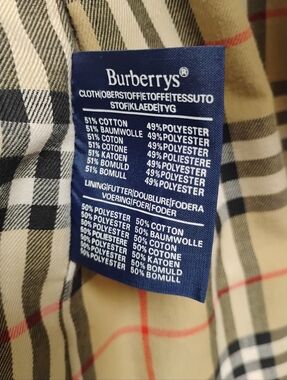 Burberrys®
CLOTH|OBERSTOFF|ETOFFE|TESSUTO
STOF|KLAEDE|TYG
51% COTTON 49%POLYESTER
51% BAUMWOLLE 49%POLYESTER
51% COTON 49%POLYESTER
51% COTONE 49%POLIESTERE
51% KATOEN 49%POLYESTER
51% BOMULD 49%POLYESTER
51% BOMULL 49%POLYESTER
LINING|FUTTER|DOUBLURE|FODERA
VOERING|FOER|FODER
50% POLYESTER 50% COTTON
50% POLYESTER 50% BAUMWOLLE
50% POLYESTER 50% COTON
50% POLIESTERE 50% COTONE
50% POLYESTER 50% KATOEN
50% POLYESTER 50% BOMULD
50% POLYESTER 50% BOMULL